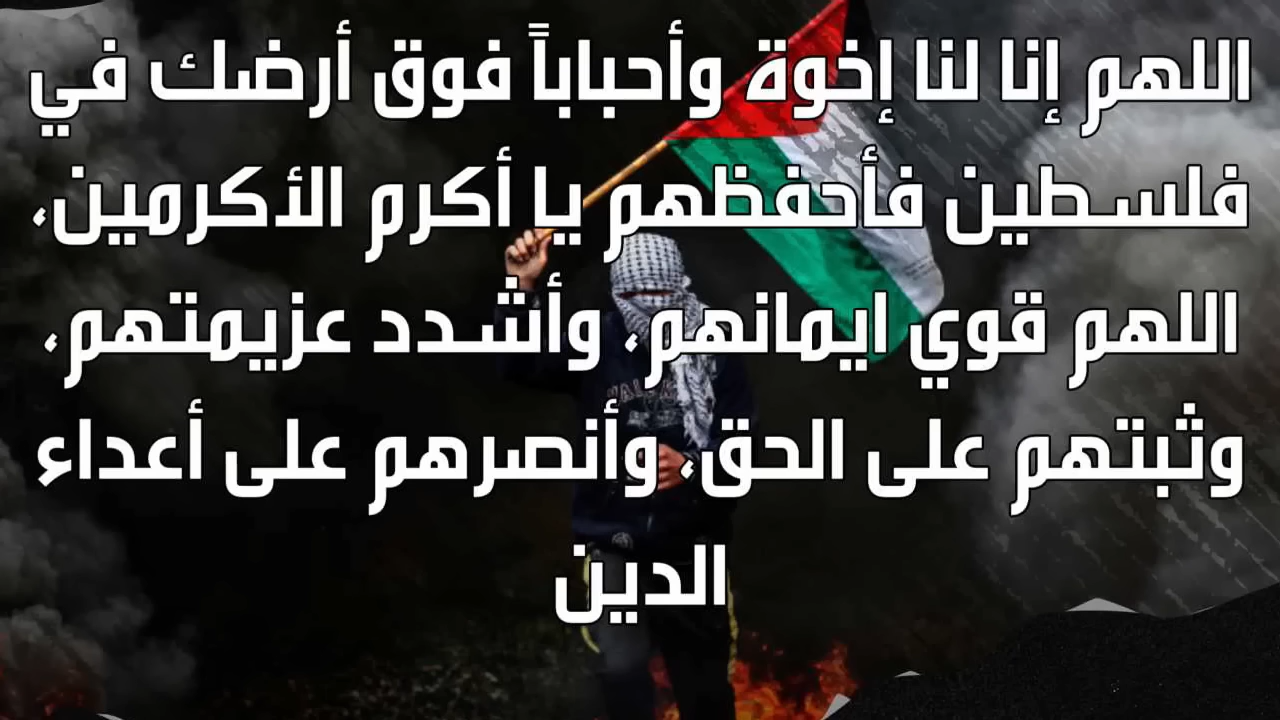 اللهم إنا لنا إخوة وأحباباً فوق أرضك في
فلسطين فأحفظهم يا أكرم الأكرمين،
اللهم قوي ايمانهم، وأشدد عزيمتهم،
وثبتهم على الحق، وأنصرهم على أعداء
الدين